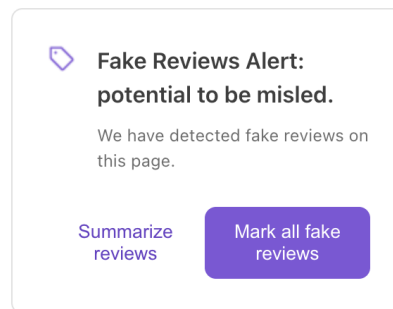 Fake Reviews Alert:
potential to be misled.
We have detected fake reviews on
this page.
Summarize
reviews
Mark all fake
reviews